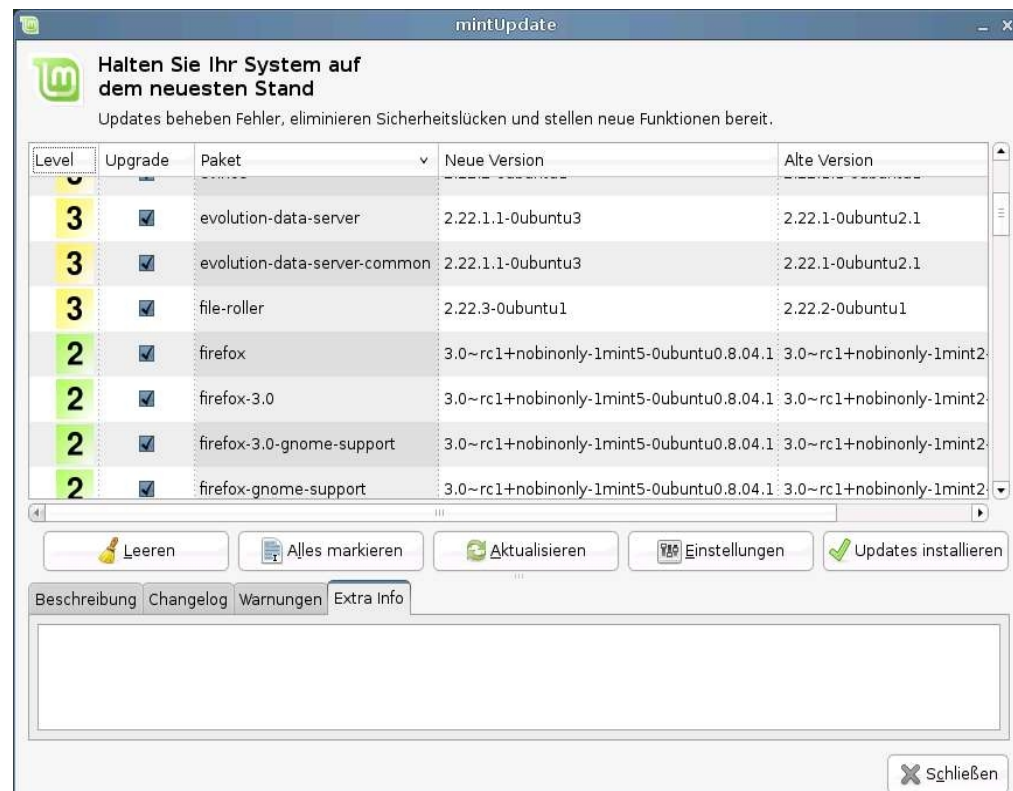 mintUpdate
Halten Sie Ihr System auf
dem neuesten Stand
Updates beheben Fehler, eliminieren Sicherheitslücken und stellen neue Funktionen bereit.
Level Upgrade Paket Neue Version Alte Version
3 evolution-data-server 2.22.1.1-0ubuntu3 2.22.1-0ubuntu2.1
3 evolution-data-server-common 2.22.1.1-0ubuntu3 2.22.1-0ubuntu2.1
3 file-roller 2.22.3-0ubuntu1 2.22.2-0ubuntu1
2 firefox 3.0~rc1+nobinonly-1mint5-0ubuntu0.8.04.1 3.0~rc1+nobinonly-1mint2-
2 firefox-3.0 3.0~rc1+nobinonly-1mint5-0ubuntu0.8.04.1 3.0~rc1+nobinonly-1mint2-
2 firefox-3.0-gnome-support 3.0~rc1+nobinonly-1mint5-0ubuntu0.8.04.1 3.0~rc1+nobinonly-1mint2-
2 firefox-gnome-support 3.0~rc1+nobinonly-1mint5-0ubuntu0.8.04.1 3.0~rc1+nobinonly-1mint2-
Leeren Alles markieren Aktualisieren Einstellungen Updates installieren
Beschreibung Changelog Warnungen Extra Info
Schließen